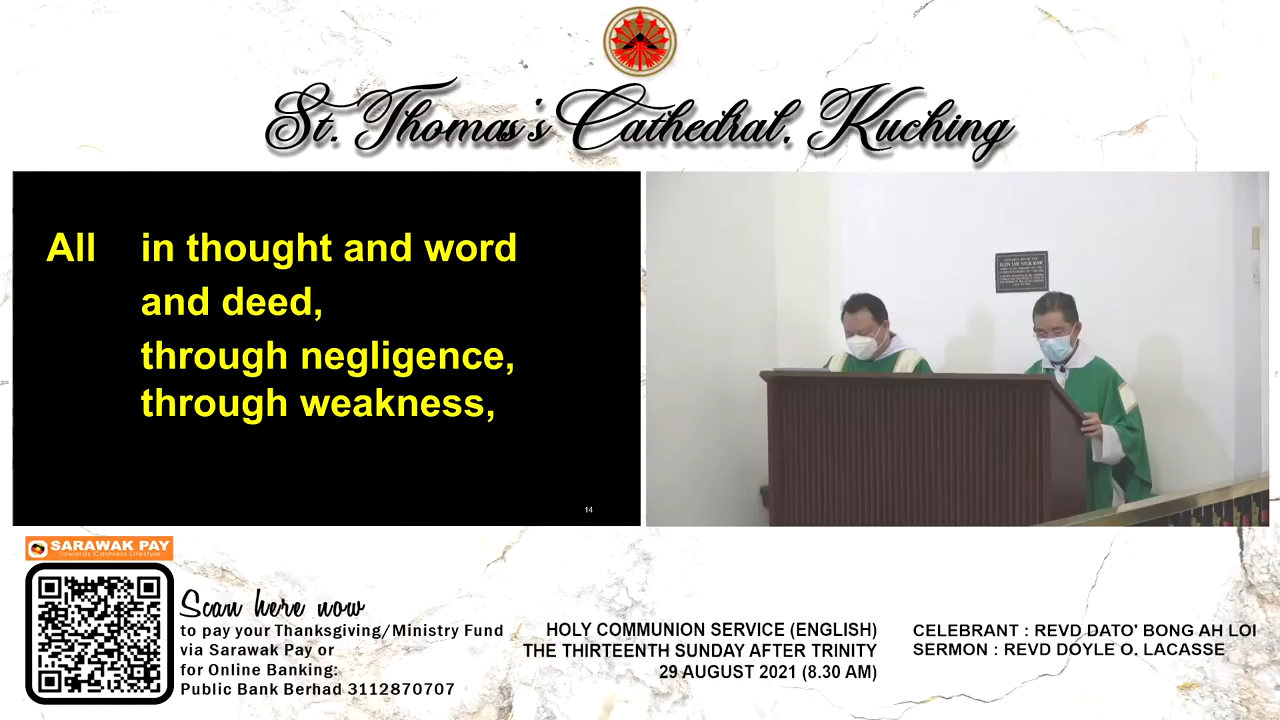 St. Thomas's Cathedral, Kuching
All in thought and word
and deed,
through negligence,
through weakness,
14
SARAWAK PAY
Towards Cashless Lifestyle
Scan here now
to pay your Thanksgiving/Ministry Fund
via Sarawak Pay or
for Online Banking:
Public Bank Berhad 3112870707
HOLY COMMUNION SERVICE (ENGLISH)
THE THIRTEENTH SUNDAY AFTER TRINITY
29 AUGUST 2021 (8.30 AM)
CELEBRANT : REVD DATO' BONG AH LOI
SERMON : REVD DOYLE O. LACASSE